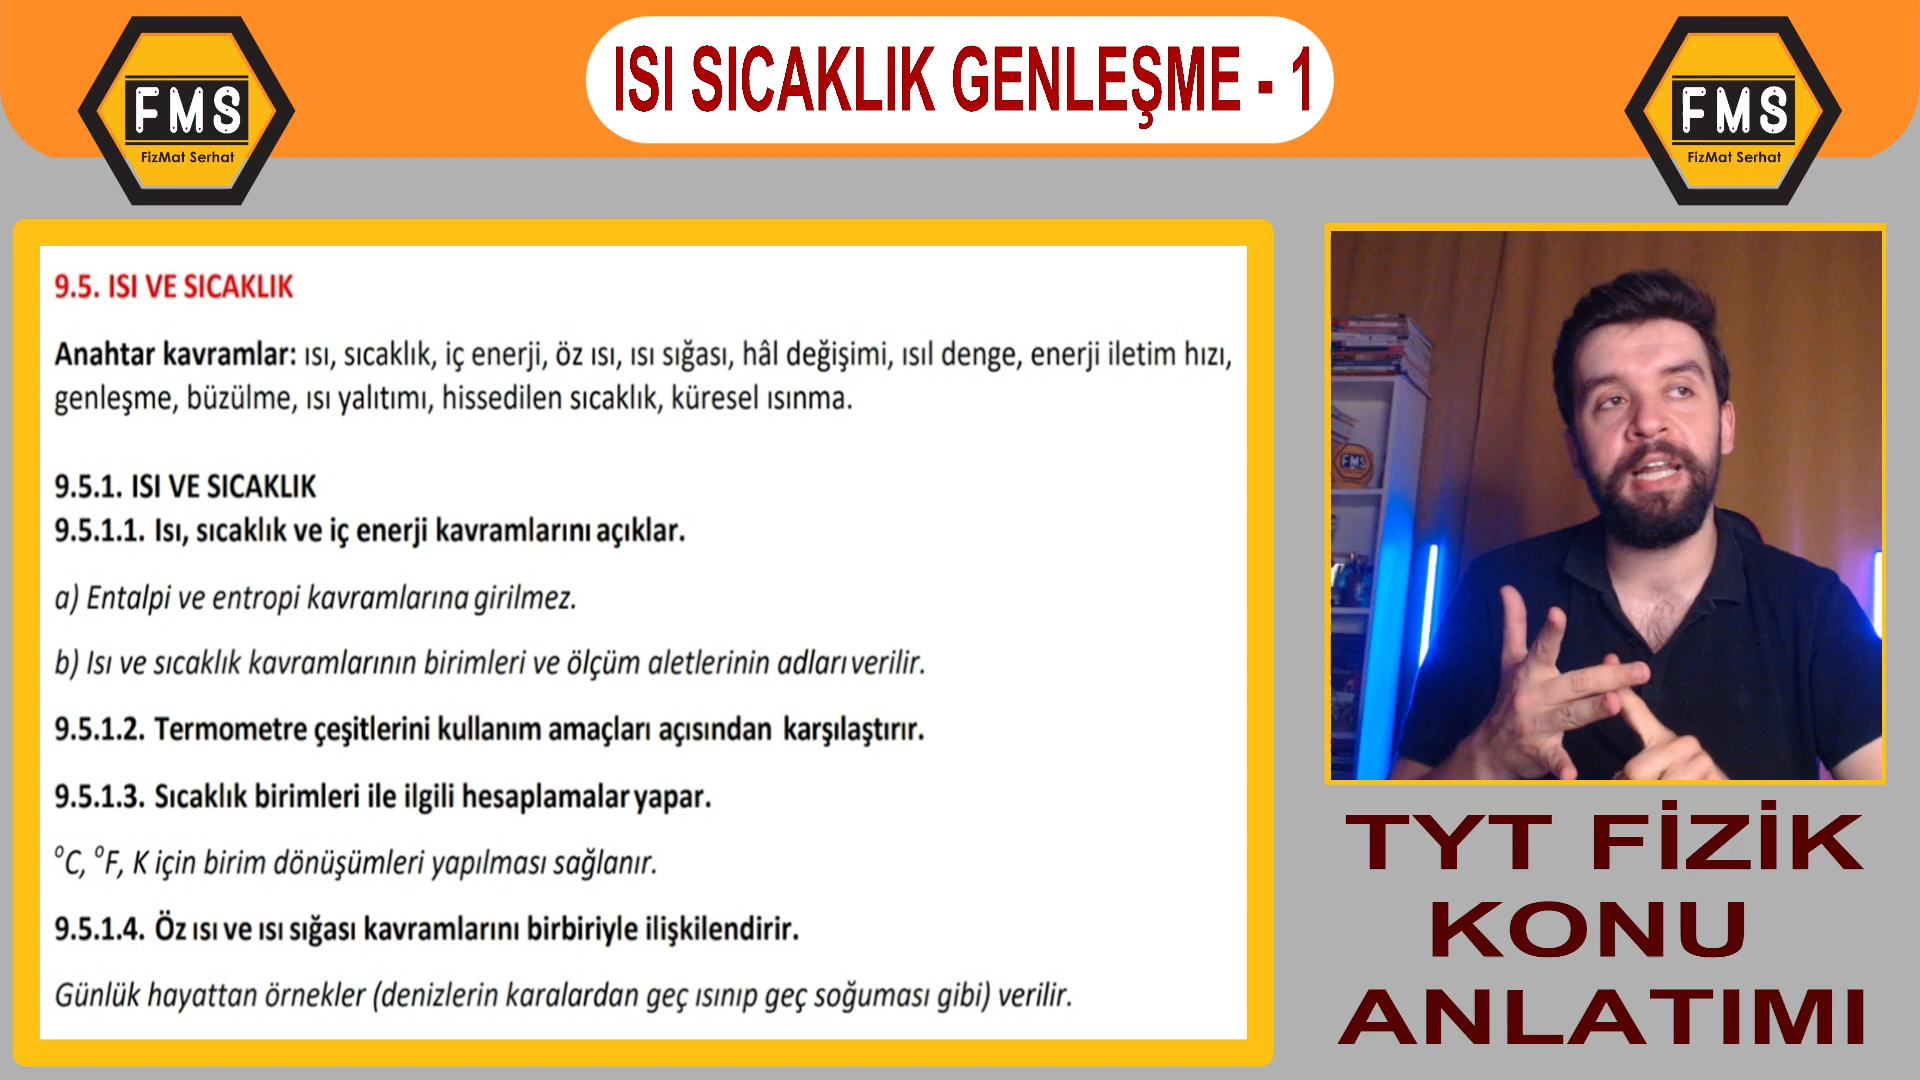 ISI SICAKLIK GENLEŞME - 1
FMS
FizMat Serhat
FMS
FizMat Serhat
9.5. ISI VE SICAKLIK
Anahtar kavramlar: ısı, sıcaklık, iç enerji, öz ısı, ısı sığası, hâl değişimi, ısıl denge, enerji iletim hızı,
genleşme, büzülme, ısı yalıtımı, hissedilen sıcaklık, küresel ısınma.
9.5.1. ISI VE SICAKLIK
9.5.1.1. Isı, sıcaklık ve iç enerji kavramlarını açıklar.
a) Entalpi ve entropi kavramlarına girilmez.
b) Isı ve sıcaklık kavramlarının birimleri ve ölçüm aletlerinin adları verilir.
9.5.1.2. Termometre çeşitlerini kullanım amaçları açısından karşılaştırır.
9.5.1.3. Sıcaklık birimleri ile ilgili hesaplamalar yapar.
°C, °F, K için birim dönüşümleri yapılması sağlanır.
9.5.1.4. Öz ısı ve ısı sığası kavramlarını birbiriyle ilişkilendirir.
Günlük hayattan örnekler (denizlerin karalardan geç ısınıp geç soğuması gibi) verilir.
FMS
TYT FİZİK
KONU
ANLATIMI